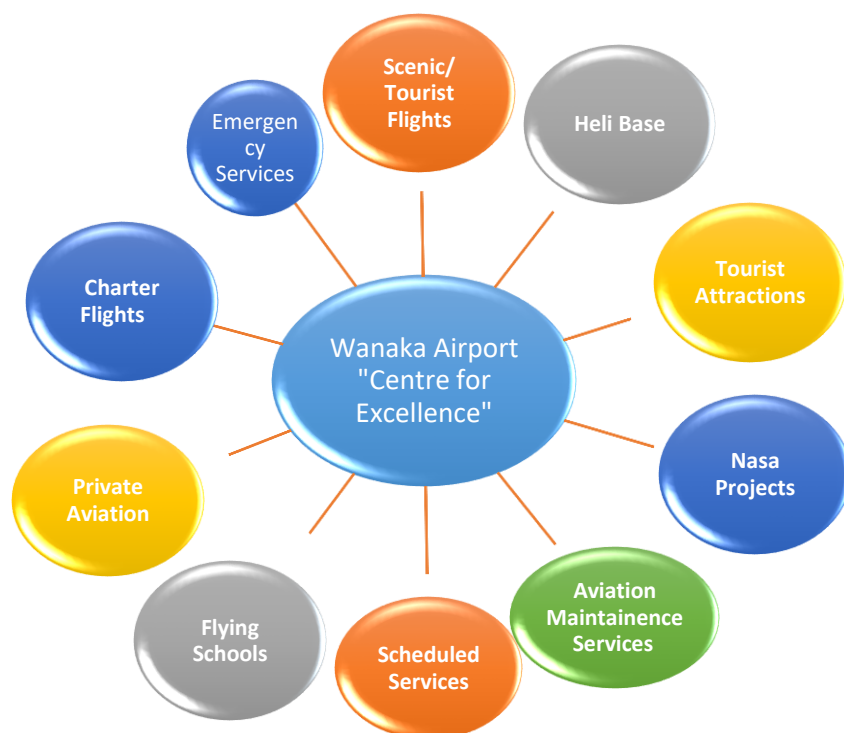 Scenic/
Tourist
Flights
Heli Base
Tourist
Attractions
Nasa
Projects
Aviation
Maintainence
Services
Scheduled
Services
Flying
Schools
Private
Aviation
Charter
Flights
Emergen
cy
Services
Wanaka Airport
"Centre for
Excellence"